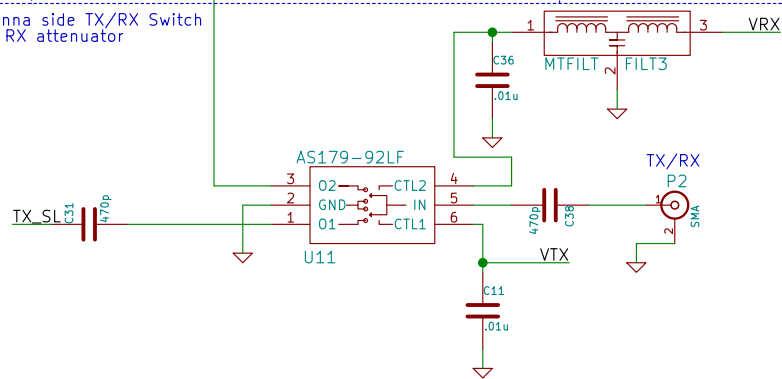 nna side TX/RX Switch
RX attenuator
1
3
VRX
C36
MTFILT
FILT3
2
.01u
AS179-92LF
TX/RX
P2
3
O2
CTL2
4
TX_SL
C31
470p
2
GND
IN
5
470p
C38
1
SMA
1
O1
CTL1
6
2
U11
VTX
C11
.01u